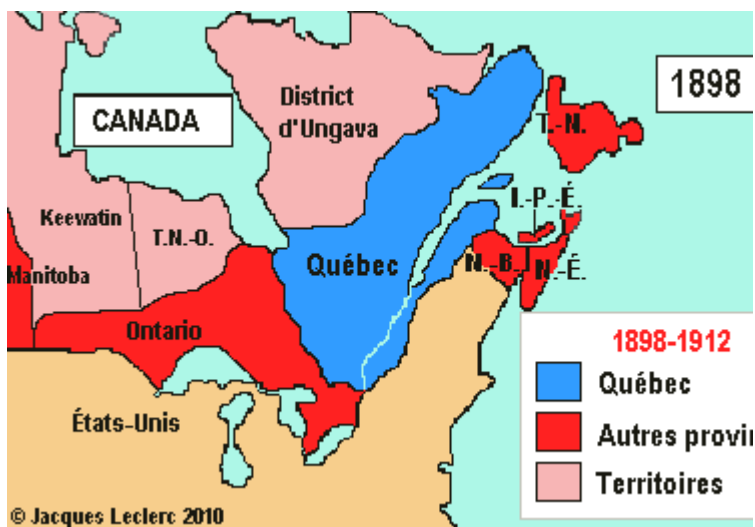 1898
CANADA
District
d'Ungava
T.-N.
I.-P.-É.
Keewatin
T.N.-O.
Québec
N.-B.
N.-É.
Manitoba
Ontario
États-Unis
1898-1912
Québec
Autres provin
Territoires
© Jacques Leclerc 2010